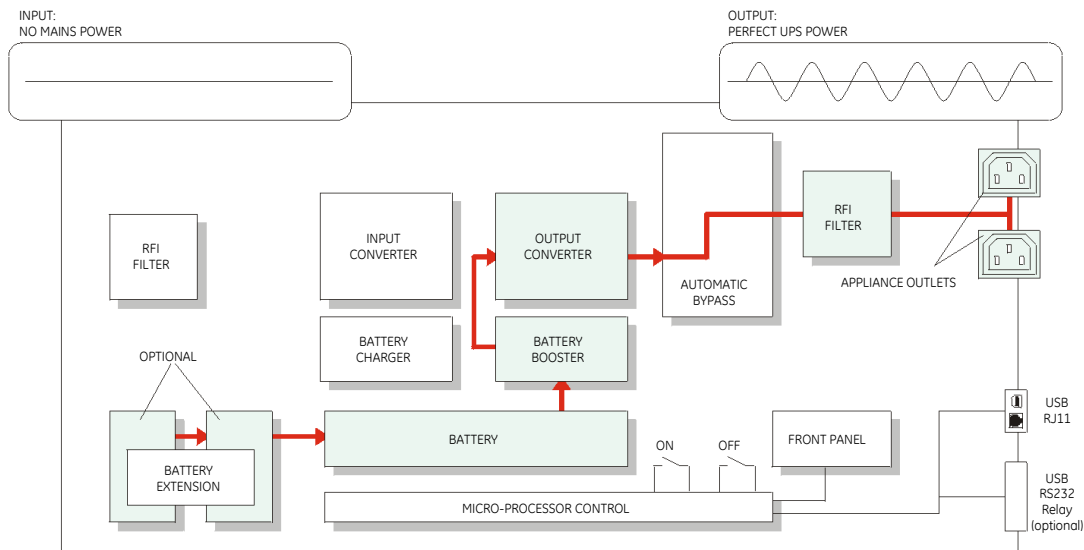 INPUT:
NO MAINS POWER
OUTPUT:
PERFECT UPS POWER
RFI
FILTER
INPUT
CONVERTER
OUTPUT
CONVERTER
AUTOMATIC
BYPASS
RFI
FILTER
APPLIANCE OUTLETS
BATTERY
CHARGER
BATTERY
BOOSTER
OPTIONAL
BATTERY
EXTENSION
BATTERY
ON
OFF
FRONT PANEL
MICRO-PROCESSOR CONTROL
USB
RJ11
USB
RS232
Relay
(optional)